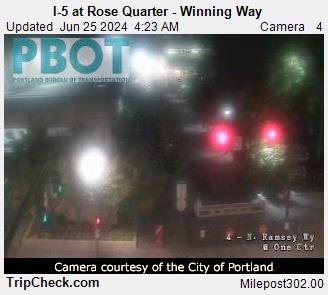 I-5 at Rose Quarter - Winning Way
Updated Jun 25 2024 4:23 AM Camera 4
PBOT
PORTLAND BUREAU OF TRANSPORTATION
4 - N. Ramsey Wy
@ One Ctr
Camera courtesy of the City of Portland
TripCheck.com Milepost302.00